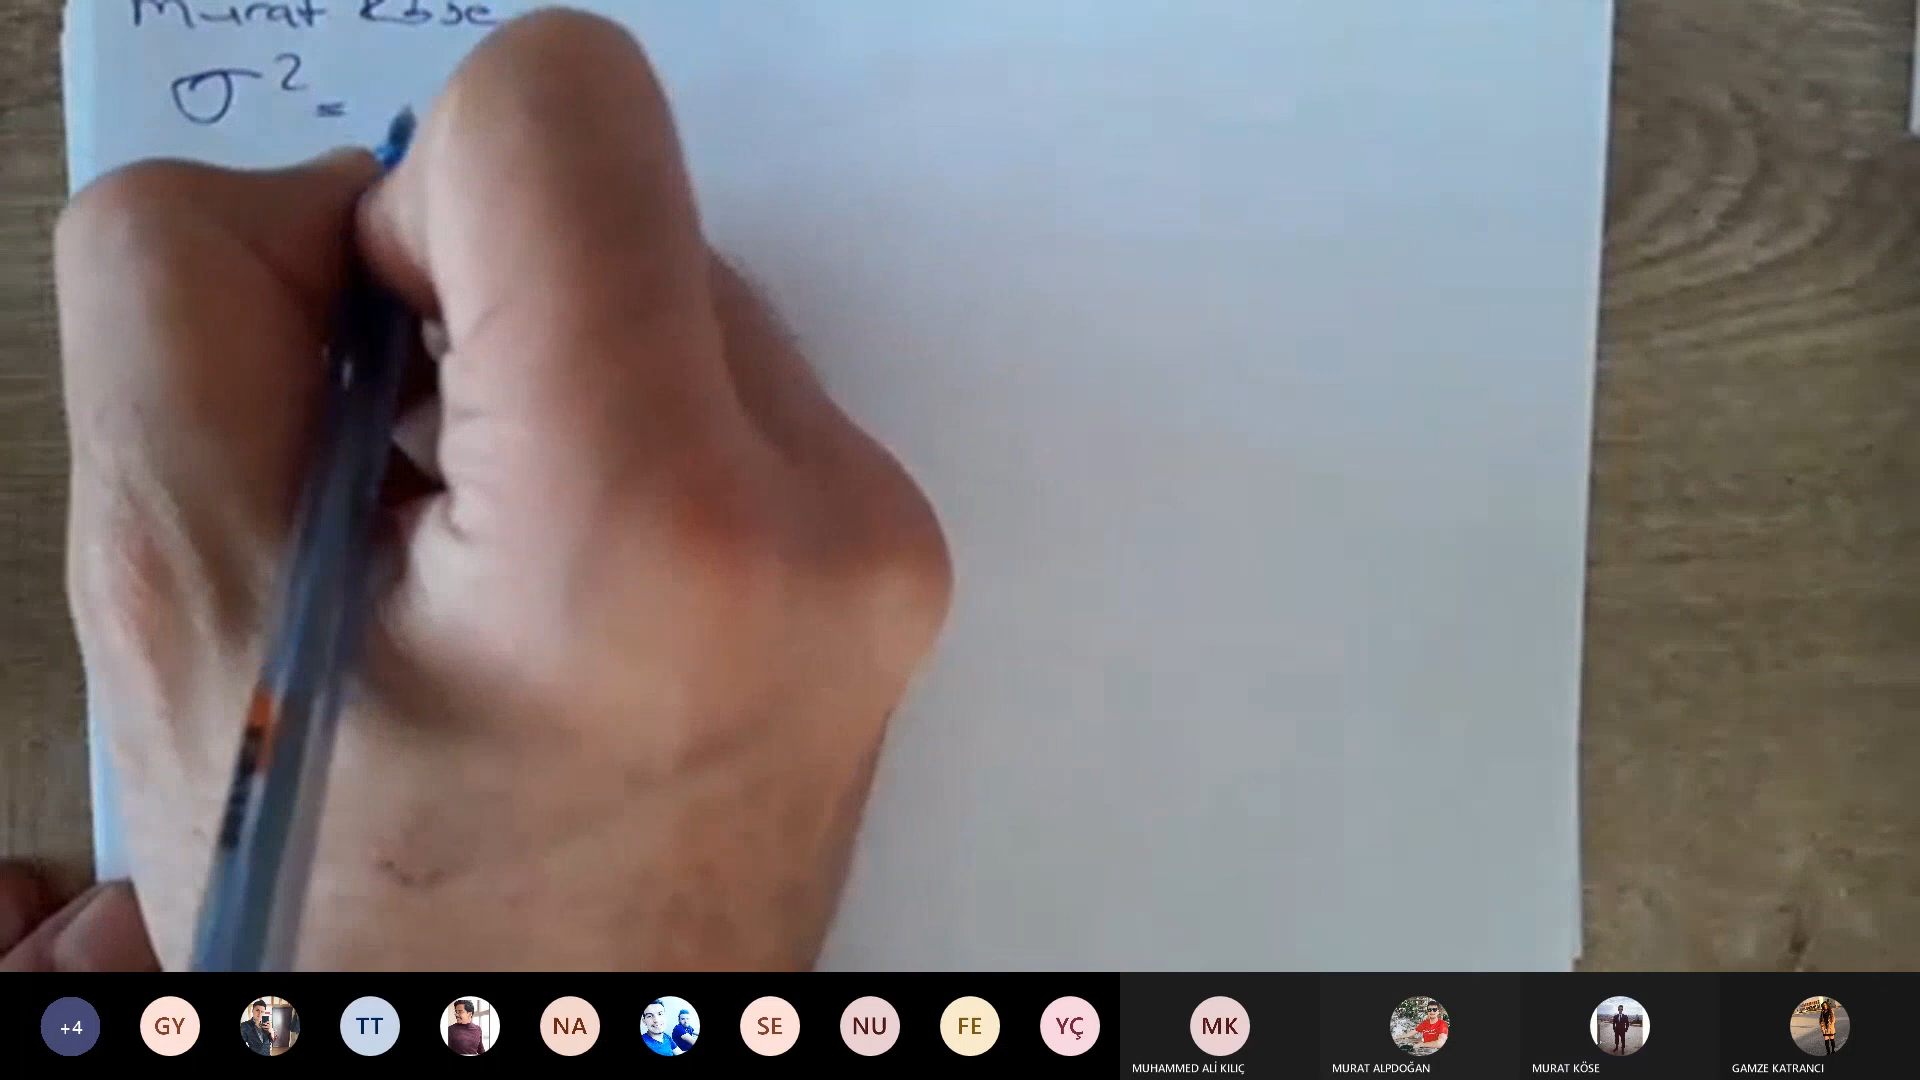 Murat Köse
σ² =
+4
GY
TT
NA
SE
NU
FE
YÇ
MK
MUHAMMED ALİ KILIÇ
MURAT ALPDOĞAN
MURAT KÖSE
GAMZE KATRANCI